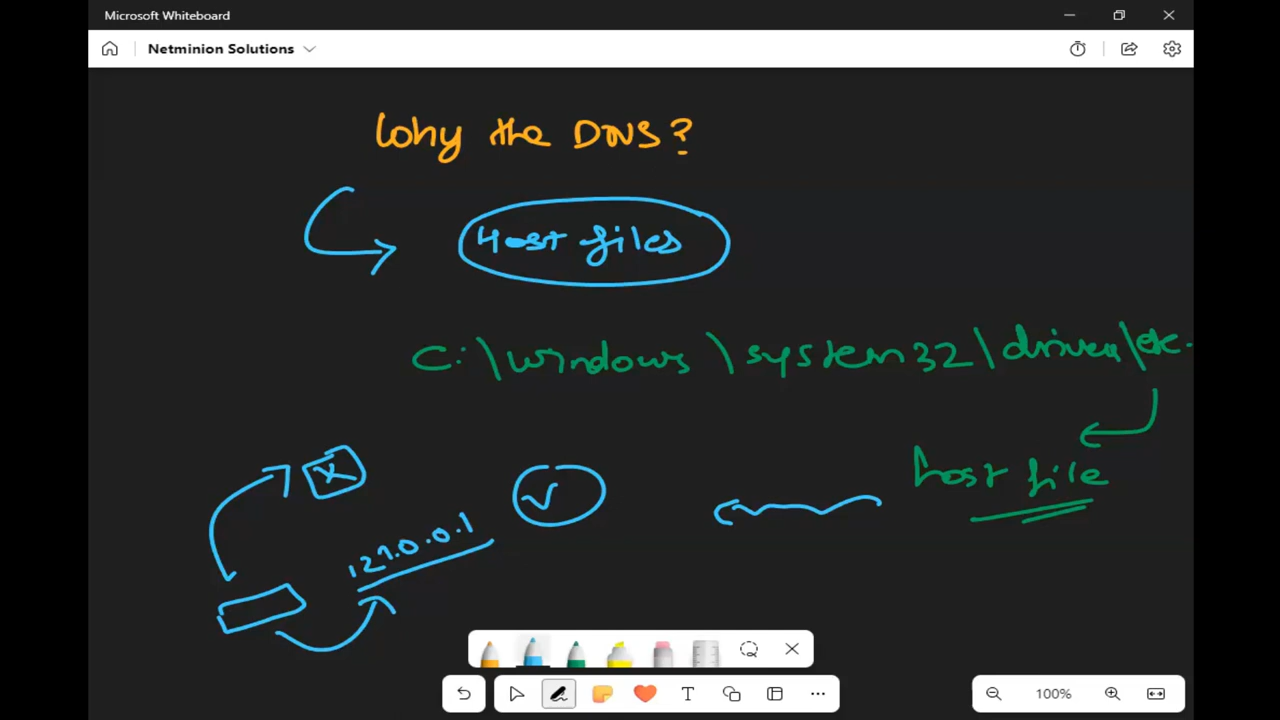 Microsoft Whiteboard
Netminion Solutions
Why the DNS?
Host files
C:\windows\system32\drivers\etc.
host file
X
127.0.0.1
100%